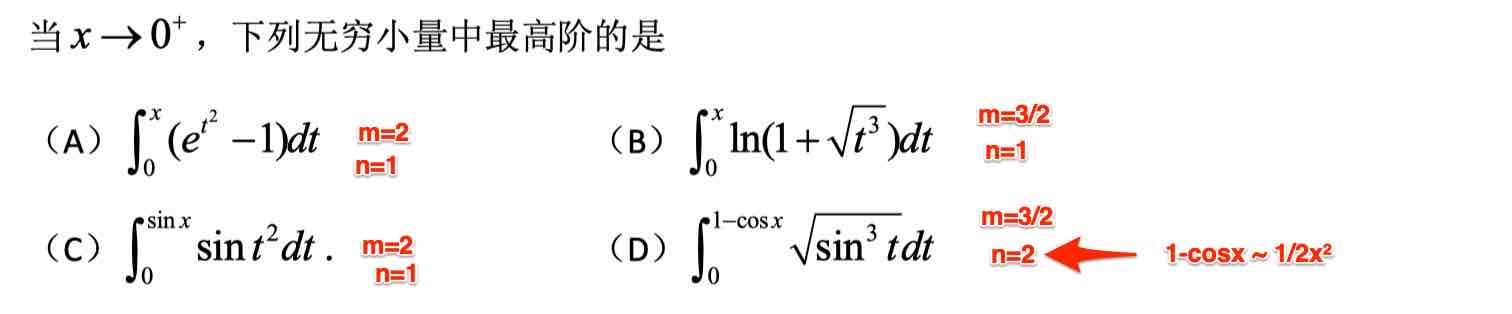 当 x → 0⁺，下列无穷小量中最高阶的是
（A）∫₀ˣ (e^{t²} − 1)dt m=2
n=1
（B）∫₀ˣ ln(1 + √t³)dt m=3/2
n=1
（C）∫₀^{sin x} sin t² dt . m=2
n=1
（D）∫₀^{1−cos x} √sin³ t dt m=3/2
n=2 1-cosx ~ 1/2x²